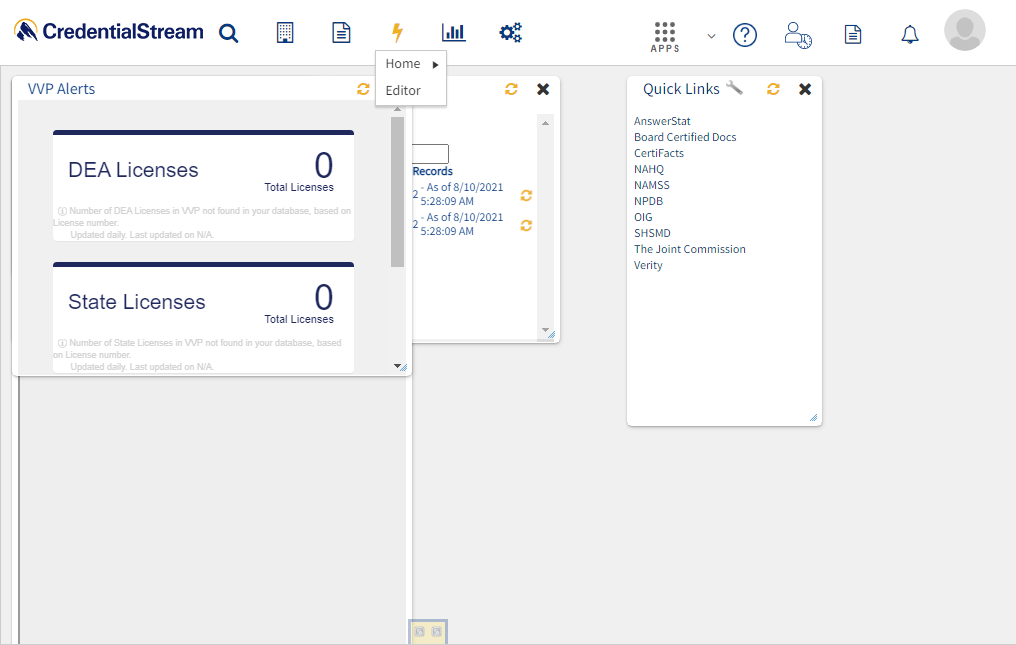 CredentialStream
APPS
Home
Editor
VVP Alerts
DEA Licenses
0
Total Licenses
Number of DEA Licenses in VVP not found in your database, based on
License number.
Updated daily. Last updated on N/A.
State Licenses
0
Total Licenses
Number of State Licenses in VVP not found in your database, based
on License number.
Updated daily. Last updated on N/A.
Records
2 - As of 8/10/2021
5:28:09 AM
2 - As of 8/10/2021
5:28:09 AM
Quick Links
AnswerStat
Board Certified Docs
CertiFacts
NAHQ
NAMSS
NPDB
OIG
SHSMD
The Joint Commission
Verity